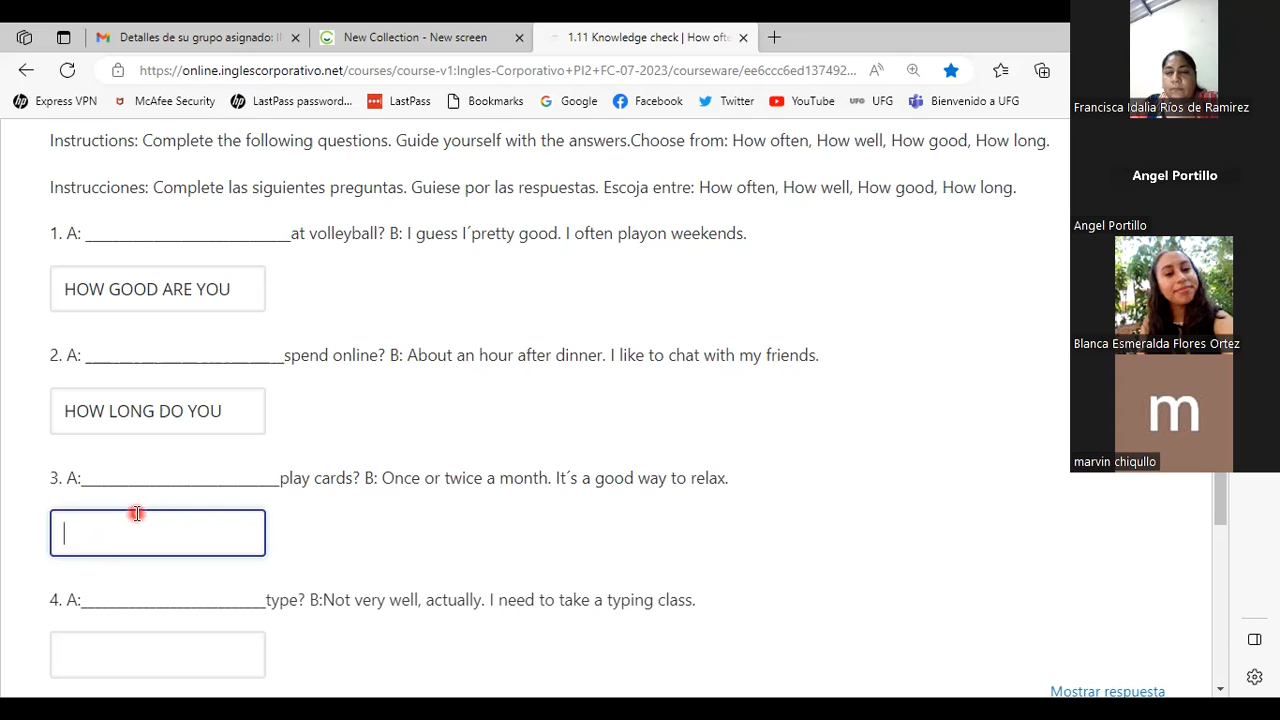 Detalles de su grupo asignado: II
New Collection - New screen
1.11 Knowledge check | How ofte
https://online.inglescorporativo.net/courses/course-v1:Ingles-Corporativo+PI2+FC-07-2023/courseware/ee6ccc6ed137492...
Express VPN
McAfee Security
LastPass password...
LastPass
Bookmarks
Google
Facebook
Twitter
YouTube
UFG
Bienvenido a UFG
Instructions: Complete the following questions. Guide yourself with the answers.Choose from: How often, How well, How good, How long.
Instrucciones: Complete las siguientes preguntas. Guiese por las respuestas. Escoja entre: How often, How well, How good, How long.
1. A: _________________________at volleyball? B: I guess I´pretty good. I often playon weekends.
HOW GOOD ARE YOU
2. A: ________________________spend online? B: About an hour after dinner. I like to chat with my friends.
HOW LONG DO YOU
3. A:________________________play cards? B: Once or twice a month. It´s a good way to relax.
4. A:______________________type? B:Not very well, actually. I need to take a typing class.
Mostrar respuesta
Francisca Idalia Rios de Ramirez
Angel Portillo
Angel Portillo
Blanca Esmeralda Flores Ortez
m
marvin chiqullo